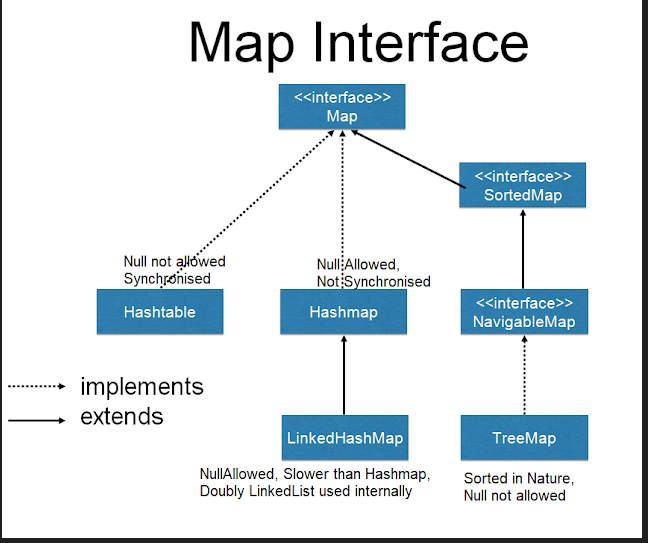 Map Interface
<<interface>>
Map
<<interface>>
SortedMap
Null not allowed
Synchronised
Null Allowed,
Not Synchronised
Hashtable
Hashmap
<<interface>>
NavigableMap
implements
extends
LinkedHashMap
TreeMap
NullAllowed, Slower than Hashmap,
Doubly LinkedList used internally
Sorted in Nature,
Null not allowed